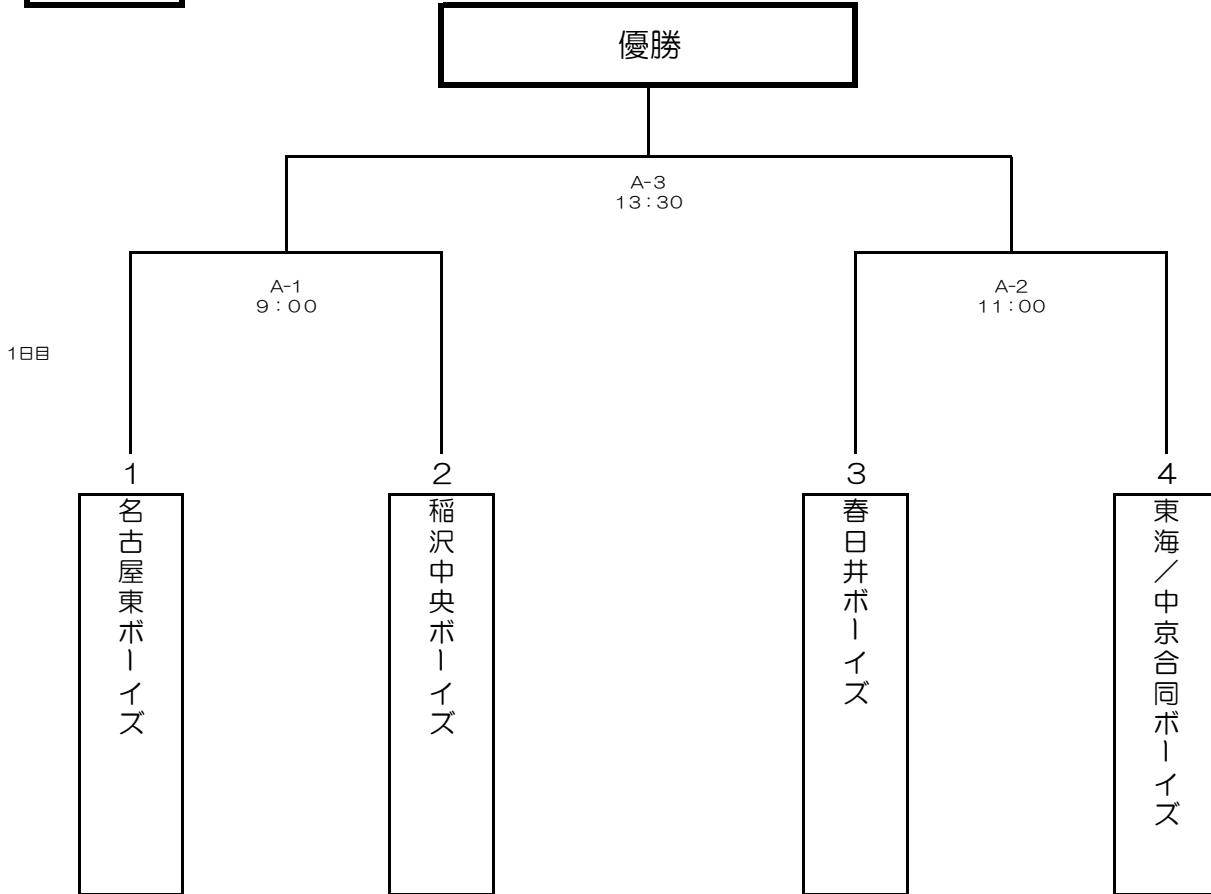 優勝
A-3
13:30
A-1
9:00
A-2
11:00
1日目
1
2
3
4
名古屋東ボーイズ
稲沢中央ボーイズ
春日井ボーイズ
東海/中京合同ボーイズ